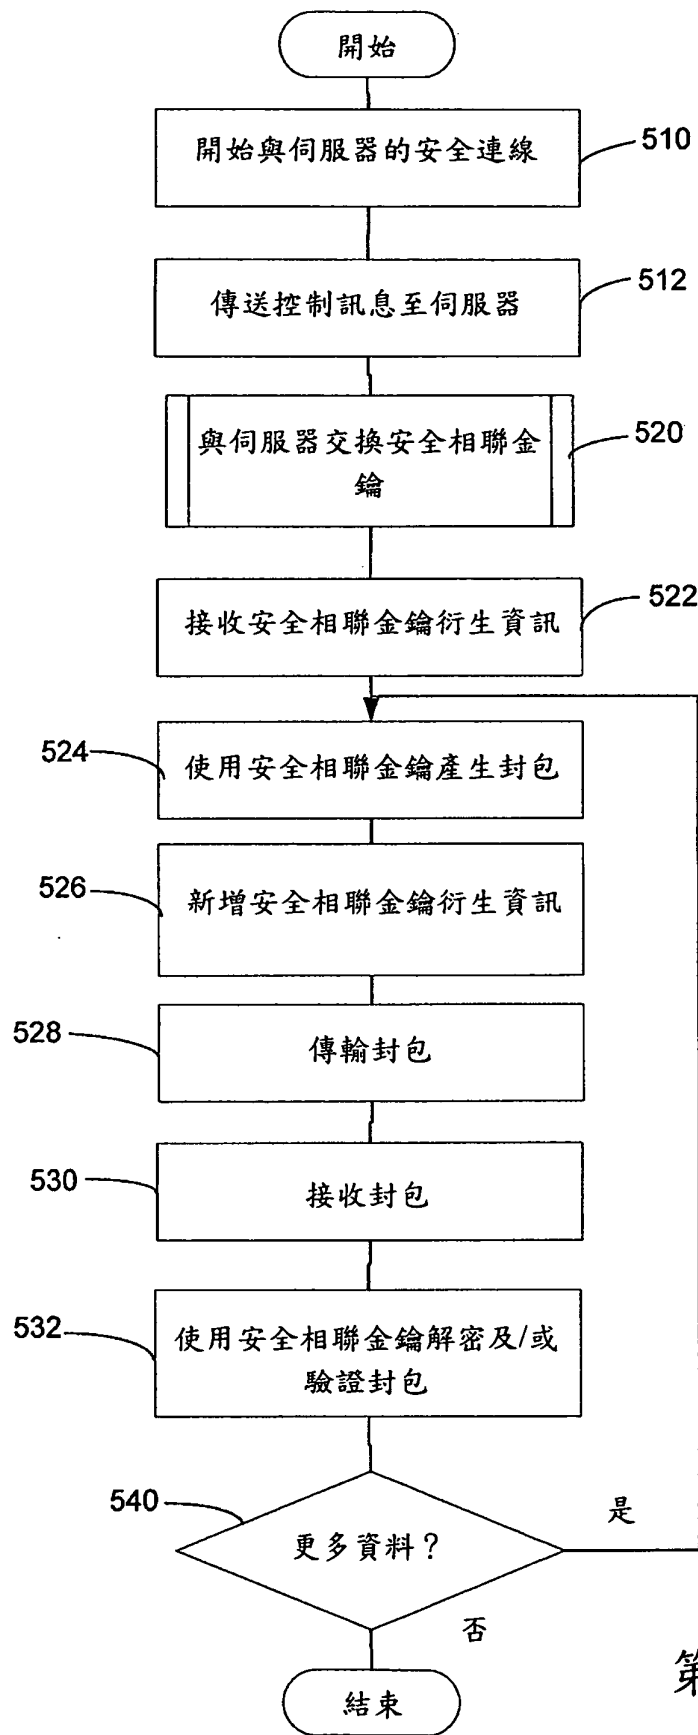 開始
開始與伺服器的安全連線
510
傳送控制訊息至伺服器
512
與伺服器交換安全相聯金
鑰
520
接收安全相聯金鑰衍生資訊
522
524
使用安全相聯金鑰產生封包
526
新增安全相聯金鑰衍生資訊
528
傳輸封包
530
接收封包
532
使用安全相聯金鑰解密及/或
驗證封包
540
更多資料？
是
否
結束
第